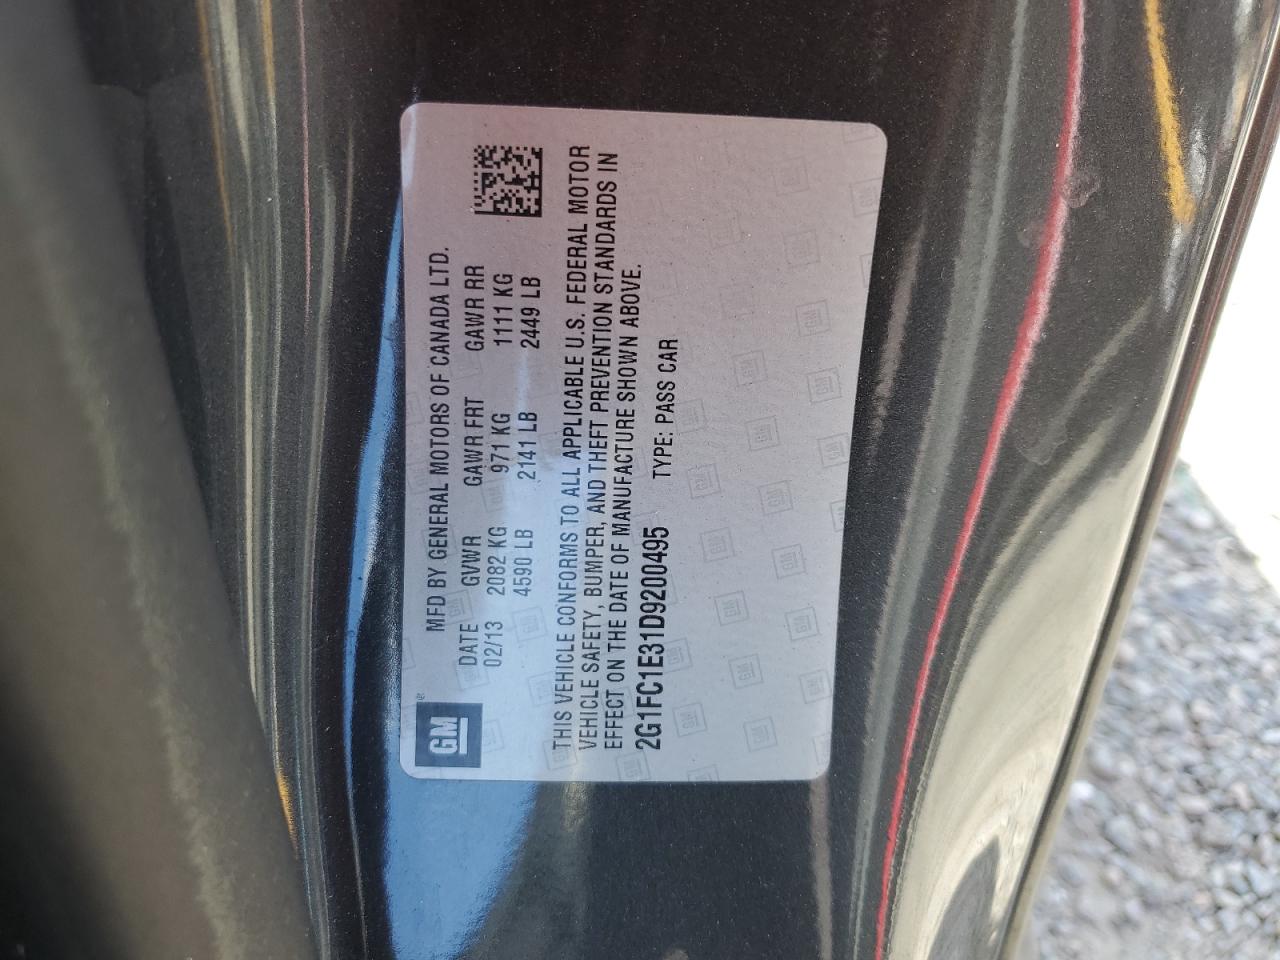 GM®
MFD BY GENERAL MOTORS OF CANADA LTD.
DATE GVWR GAWR FRT GAWR RR
02/13 2082 KG 971 KG 1111 KG
4590 LB 2141 LB 2449 LB
THIS VEHICLE CONFORMS TO ALL APPLICABLE U.S. FEDERAL MOTOR
VEHICLE SAFETY, BUMPER, AND THEFT PREVENTION STANDARDS IN
EFFECT ON THE DATE OF MANUFACTURE SHOWN ABOVE.
2G1FC1E31D9200495 TYPE: PASS CAR